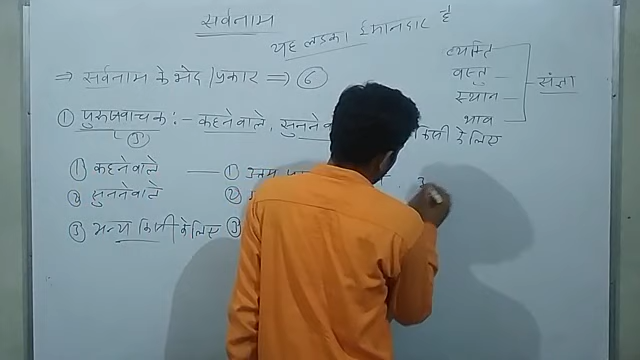 सर्वनाम
यह लडका ईमानदार है
⇒ सर्वनाम के भेद / प्रकार ⇒ 6
व्यक्ति
वस्तु
स्थान
भाव
संज्ञा
① पुरुषवाचक :- कहने वाले, सुनने किसी के लिए
③
① कहने वाले — ① उत्तम
② सुनने वाले ②
③ अन्य किसी के लिए ③